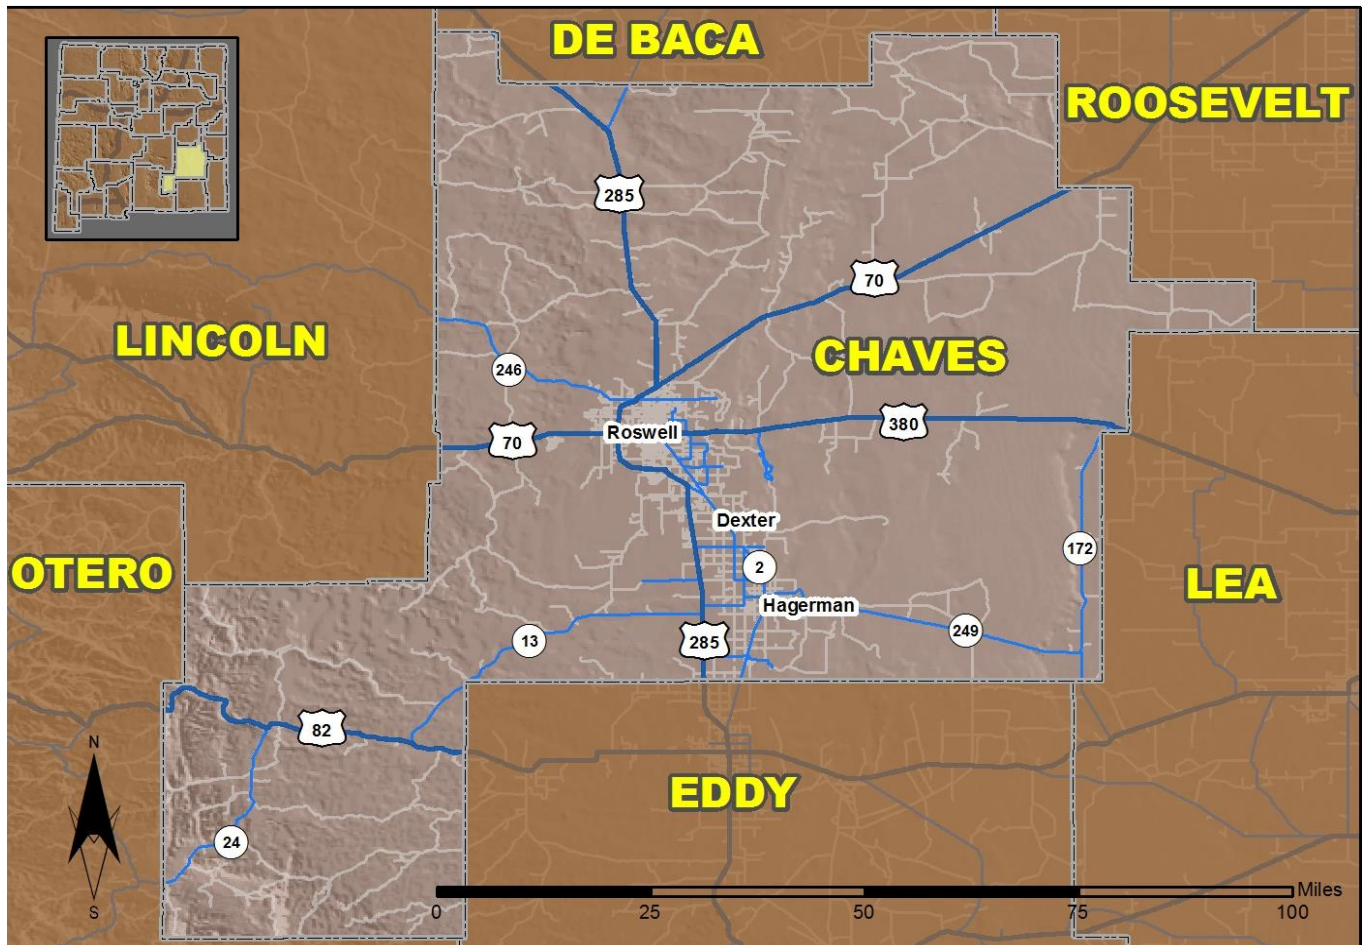 DE BACA
ROOSEVELT
285
70
LINCOLN
CHAVES
246
380
70
Roswell
Dexter
172
OTERO
2
LEA
Hagerman
249
13
285
82
N
EDDY
24
S
Miles
0 25 50 75 100